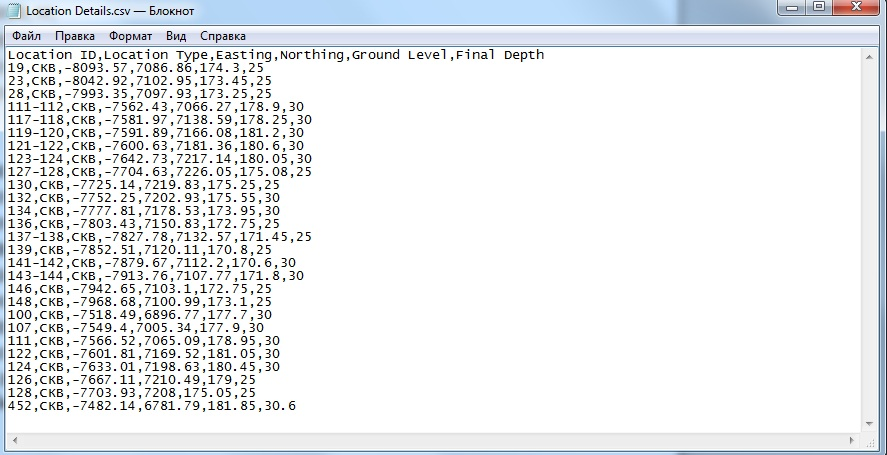 Location Details.csv — Блокнот
Файл Правка Формат Вид Справка
Location ID,Location Type,Easting,Northing,Ground Level,Final Depth
19,СКВ,-8093.57,7086.86,174.3,25
23,СКВ,-8042.92,7102.95,173.45,25
28,СКВ,-7993.35,7097.93,173.25,25
111-112,СКВ,-7562.43,7066.27,178.9,30
117-118,СКВ,-7581.97,7138.59,178.25,30
119-120,СКВ,-7591.89,7166.08,181.2,30
121-122,СКВ,-7600.63,7181.36,180.6,30
123-124,СКВ,-7642.73,7217.14,180.05,30
127-128,СКВ,-7704.63,7226.05,175.08,25
130,СКВ,-7725.14,7219.83,175.25,25
132,СКВ,-7752.25,7202.93,175.55,30
134,СКВ,-7777.81,7178.53,173.95,30
136,СКВ,-7803.43,7150.83,172.75,25
137-138,СКВ,-7827.78,7132.57,171.45,25
139,СКВ,-7852.51,7120.11,170.8,25
141-142,СКВ,-7879.67,7112.2,170.6,30
143-144,СКВ,-7913.76,7107.77,171.8,30
146,СКВ,-7942.65,7103.1,172.75,25
148,СКВ,-7968.68,7100.99,173.1,25
100,СКВ,-7518.49,6896.77,177.7,30
107,СКВ,-7549.4,7005.34,177.9,30
111,СКВ,-7566.52,7065.09,178.95,30
122,СКВ,-7601.81,7169.52,181.05,30
124,СКВ,-7633.01,7198.63,180.45,30
126,СКВ,-7667.11,7210.49,179,25
128,СКВ,-7703.93,7208,175.05,25
452,СКВ,-7482.14,6781.79,181.85,30.6